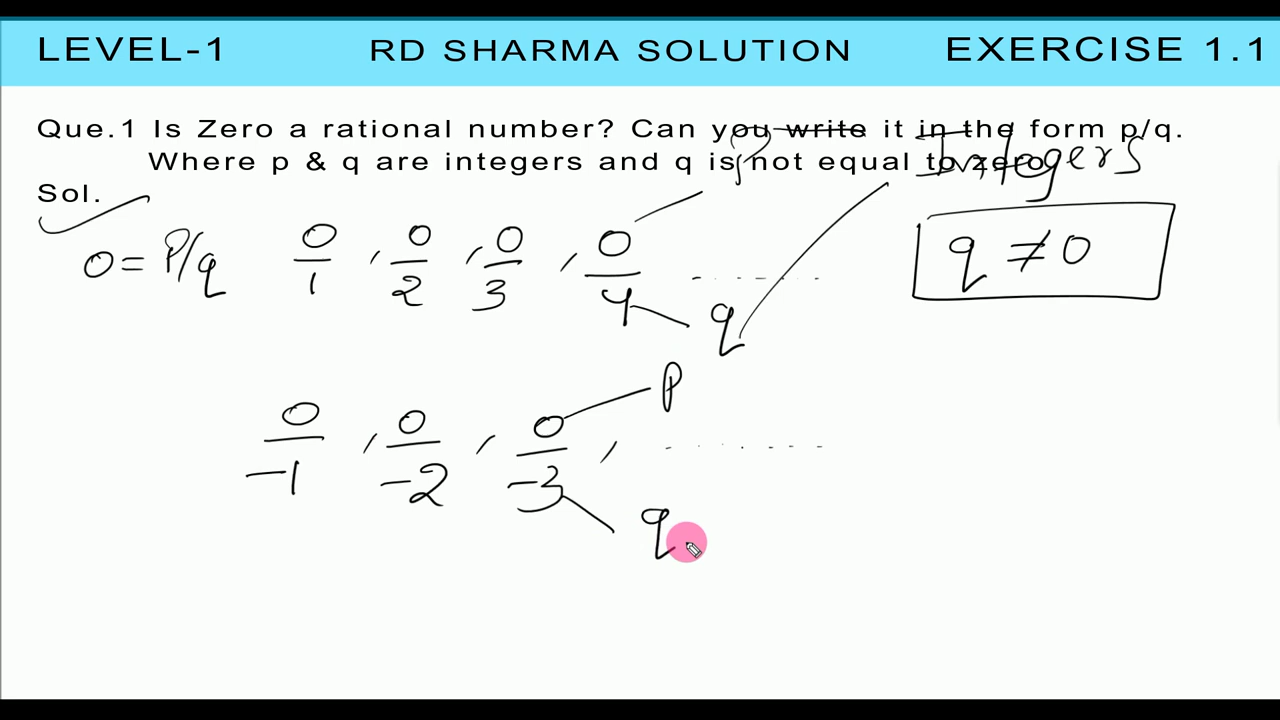 LEVEL-1 RD SHARMA SOLUTION EXERCISE 1.1
Que.1 Is Zero a rational number? Can you write it in the form p/q.
Where p & q are integers and q is not equal to zero.
Integers
Sol.
0 = P/q 0/1 , 0/2 , 0/3 , 0/4 ........ P q
q ≠ 0
0/-1 , 0/-2 , 0/-3 , ........ P q